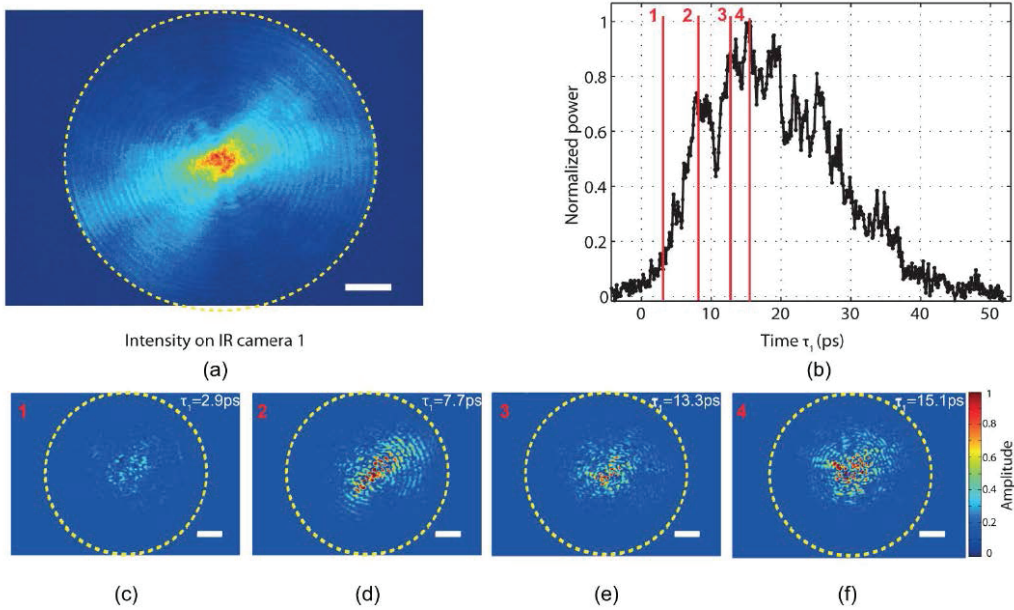 Intensity on IR camera 1
(a)
1 2 3 4
1
0.8
0.6
0.4
0.2
0
Normalized power
0 10 20 30 40 50
Time τ₁ (ps)
(b)
1
τ₁=2.9ps
(c)
2
τ₁=7.7ps
(d)
3
τ₁=13.3ps
(e)
4
τ₁=15.1ps
(f)
1
0.8
0.6
0.4
0.2
0
Amplitude